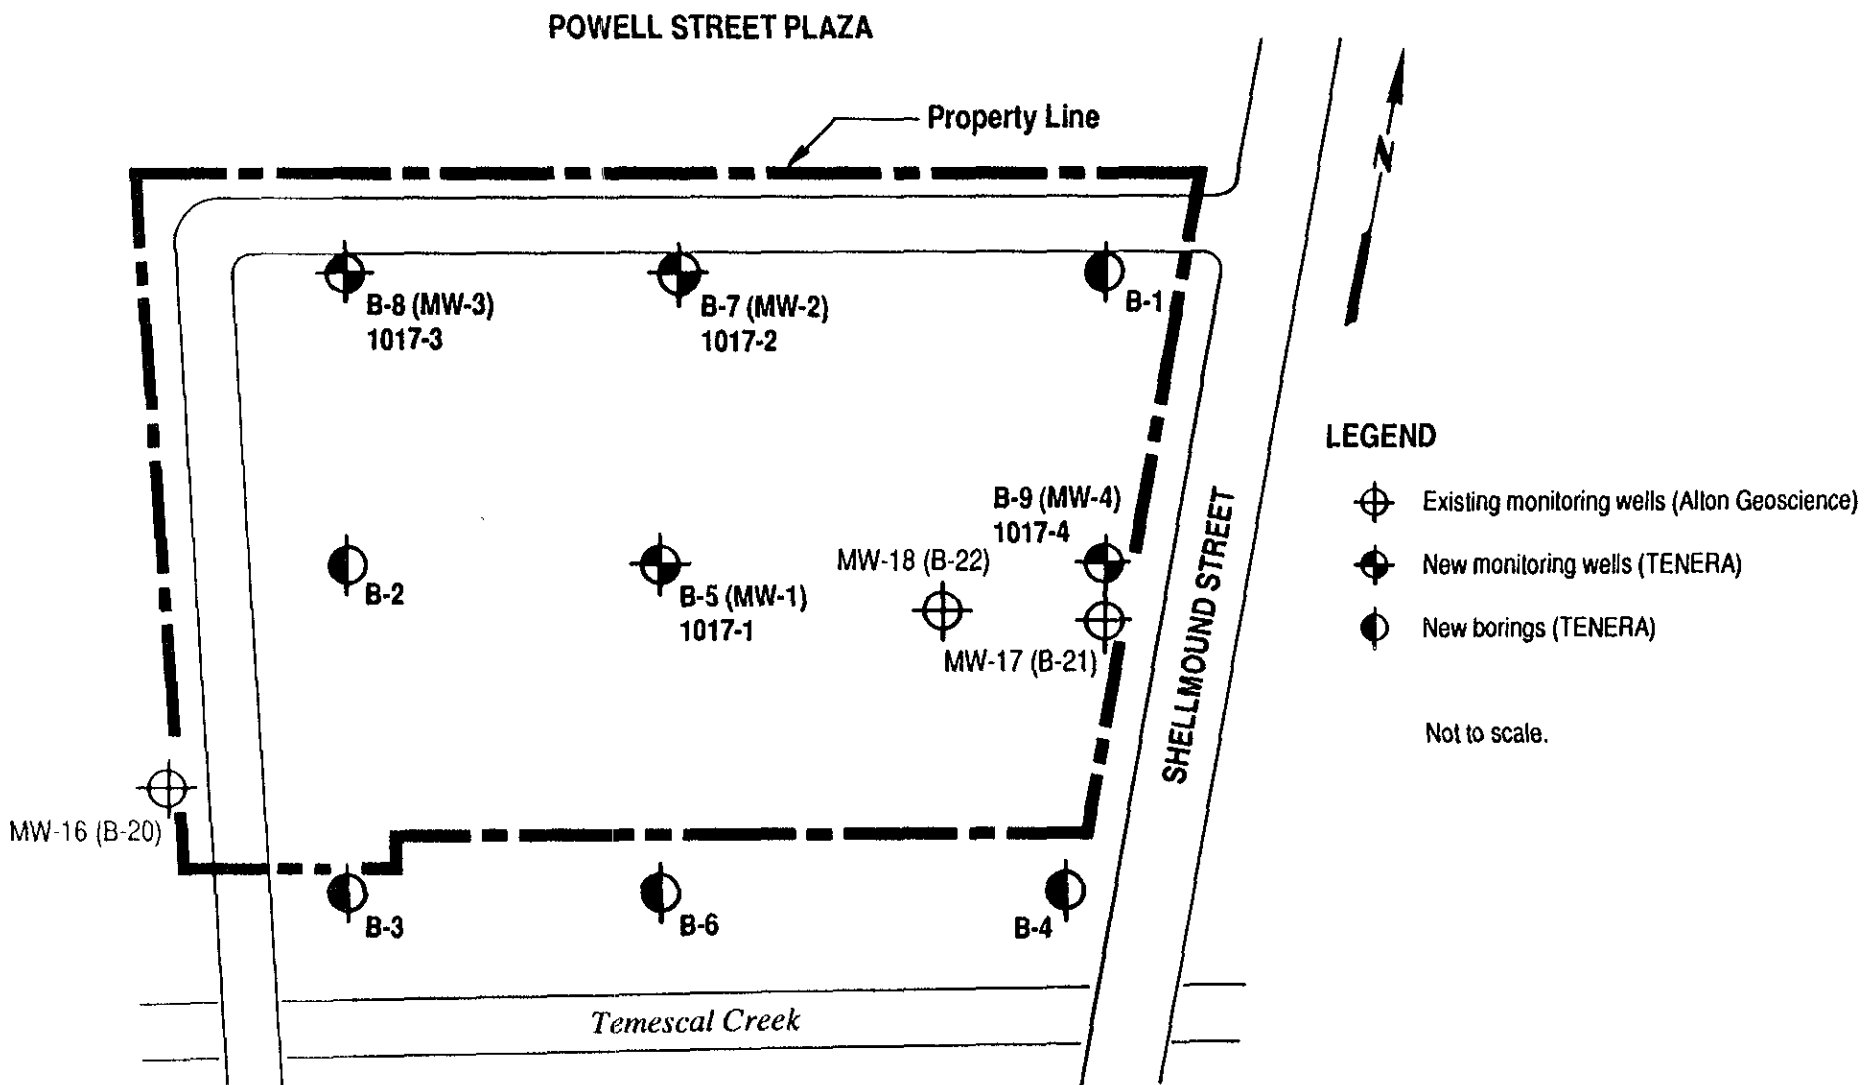 POWELL STREET PLAZA
Property Line
N
B-8 (MW-3)
1017-3
B-7 (MW-2)
1017-2
B-1
LEGEND
Existing monitoring wells (Alton Geoscience)
New monitoring wells (TENERA)
New borings (TENERA)
Not to scale.
B-9 (MW-4)
1017-4
MW-18 (B-22)
B-2
B-5 (MW-1)
1017-1
MW-17 (B-21)
SHELLMOUND STREET
MW-16 (B-20)
B-3
B-6
B-4
Temescal Creek